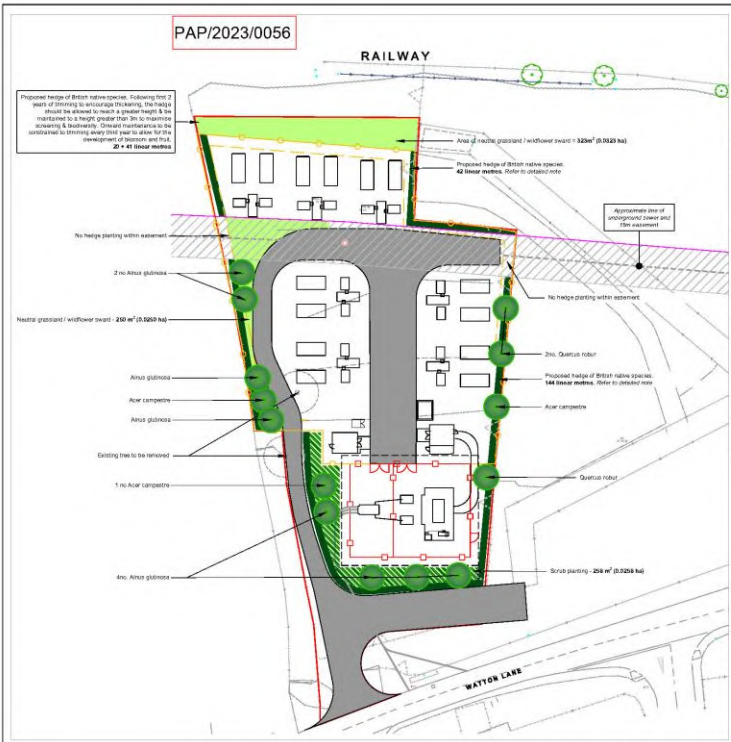 PAP/2023/0056
RAILWAY
Proposed hedge of British native species. Following first 2
years of trimming to encourage thickening, the hedge
should be allowed to reach a greater height & be
maintained to a height greater than 3m to maximise
screening & biodiversity. Onward maintenance to be
constrained to trimming every third year to allow for the
development of blossom and fruit.
20 + 41 linear metres
Area of neutral grassland / wildflower sward = 323m² (0.0323 ha)
Proposed hedge of British native species.
42 linear metres. Refer to detailed note
Approximate line of
underground sewer and
15m easement
No hedge planting within easement
2 no Alnus glutinosa
No hedge planting within easement
Neutral grassland / wildflower sward - 250 m² (0.0250 ha)
2no. Quercus robur
Proposed hedge of British native species.
144 linear metres. Refer to detailed note
Alnus glutinosa
Acer campestre
Acer campestre
Alnus glutinosa
Existing tree to be removed
Quercus robur
1 no Acer campestre
4no. Alnus glutinosa
Scrub planting - 258 m² (0.0258 ha)
WATTON LANE